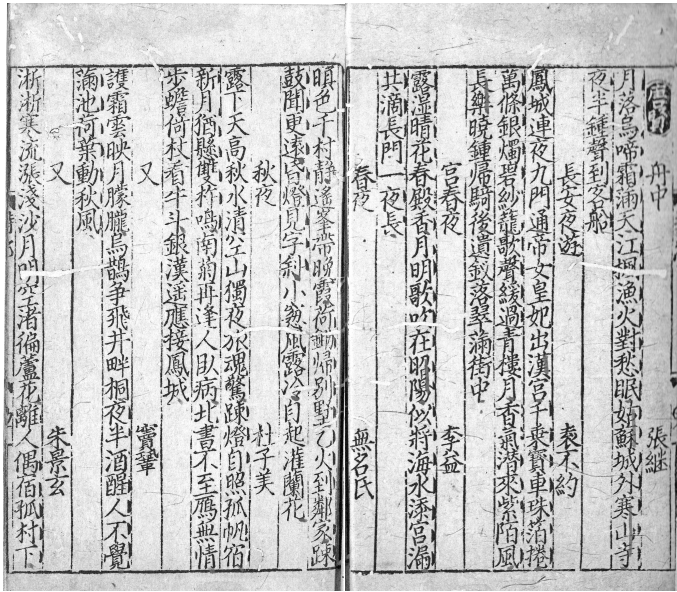 舟中　張継
月落烏啼霜滿天江楓漁火對愁眠姑蘇城外寒山寺
夜半鍾聲到客船
長安夜遊　袁不約
鳳城連夜九門通帝女皇妃出漢宮千乘寶車珠箔捲
萬條銀燭碧紗籠歌聲緩過青樓月香氣潜來紫陌風
長樂曉鍾歸騎後遺釵落翠滿街中
宮春夜　李益
露湿晴花春殿香月明歌吹在昭陽似將海水添宮漏
共滴長門一夜長
春夜　無名氏
暝色千村静遥峯帶晚霞荷鋤歸別墅乞火到鄰家踈
鼓聞更遠燈見字斜小窓風露冷自起灌蘭花
秋夜　杜子美
露下天高秋水清空山獨夜旅魂驚踈燈自照孤帆宿
新月猶懸杵鳴南菊再逢人臥病北書不至鴈無情
步蟾倚杖看牛斗銀漢遥應接鳳城
又　竇鞏
護霜雲映月朦朧烏鵲争飛井畔桐夜半酒醒人不覺
滿池荷葉動秋風
又　朱景玄
淅淅寒流漲淺沙月明空渚徧蘆花離人偶宿孤村下